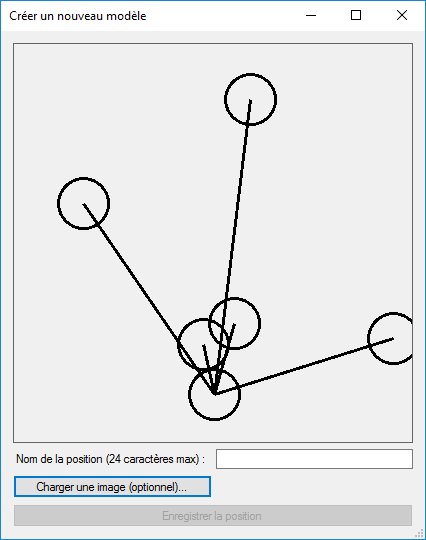 Créer un nouveau modèle
Nom de la position (24 caractères max) :
Charger une image (optionnel)...
Enregistrer la position